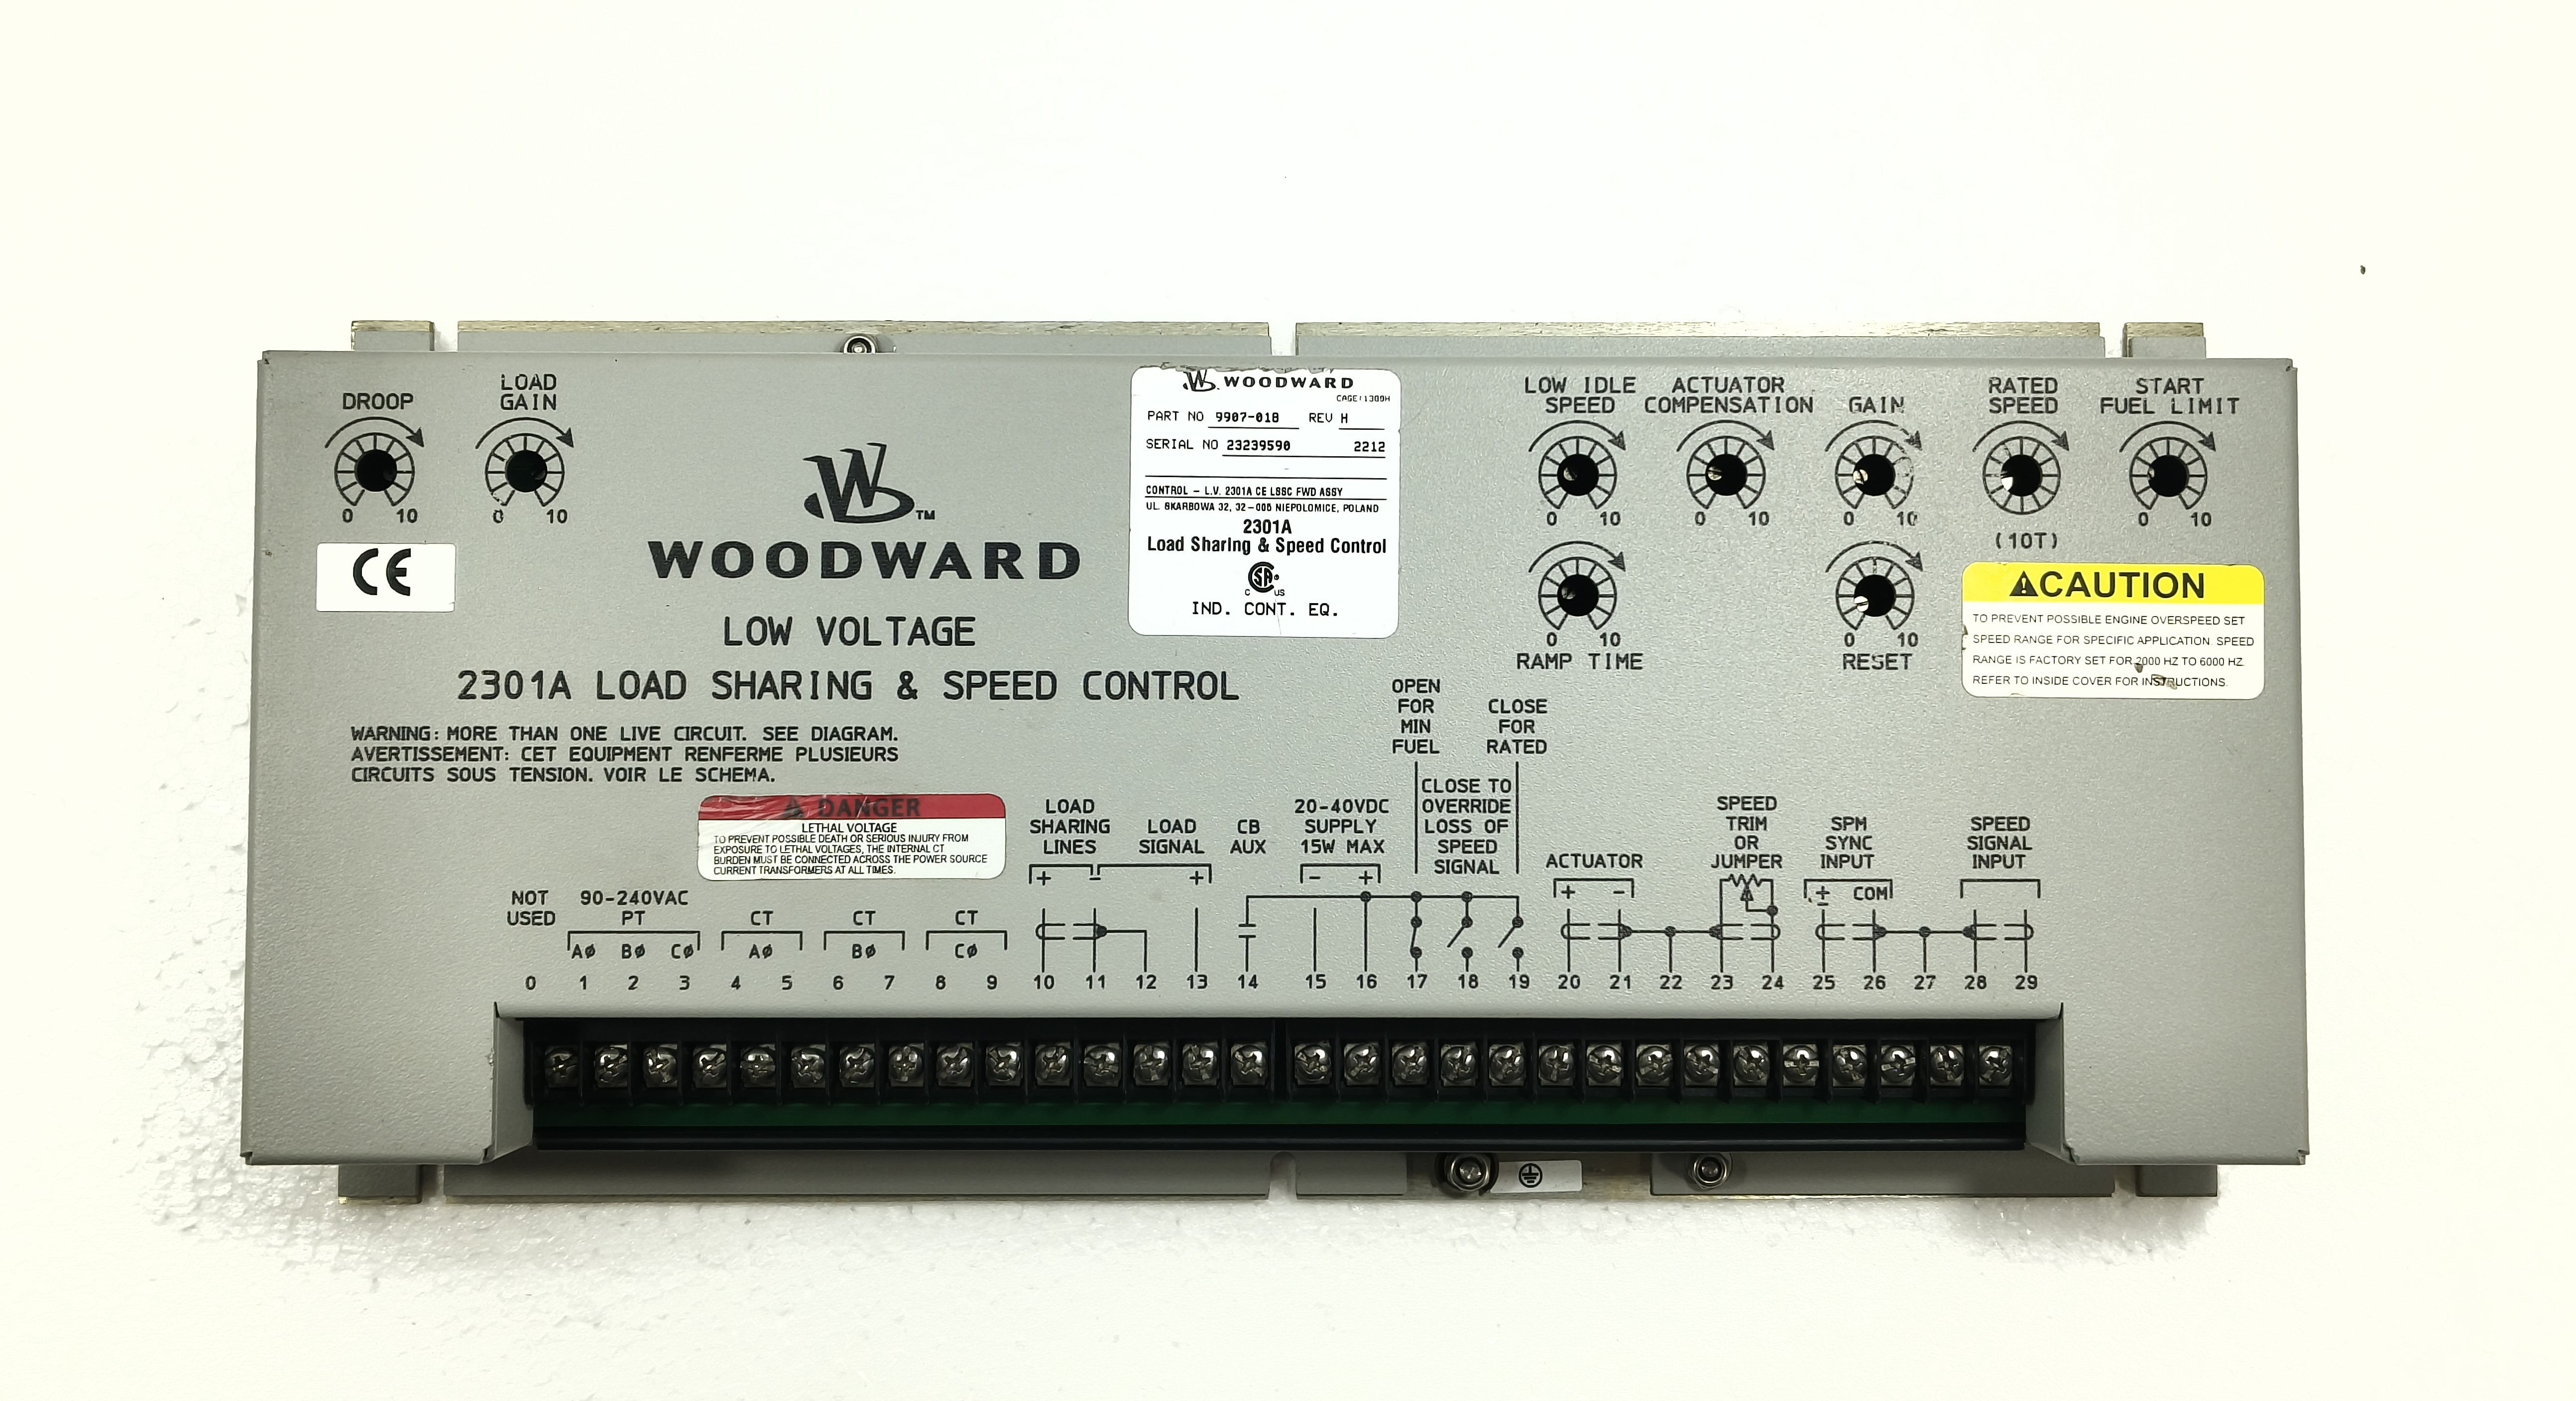 DROOP
0 10
LOAD
GAIN
0 10
CE
W TM
WOODWARD
LOW VOLTAGE
2301A LOAD SHARING & SPEED CONTROL
WARNING: MORE THAN ONE LIVE CIRCUIT. SEE DIAGRAM.
AVERTISSEMENT: CET EQUIPMENT RENFERME PLUSIEURS
CIRCUITS SOUS TENSION. VOIR LE SCHEMA.
WOODWARD
PART NO 9907-018 REV H
SERIAL NO 23239590 2212
CONTROL - L.V. 2301A CE LSSC FWD ASSY
UL. SKARBOWA 32, 32-005 NIEPOLOMICE, POLAND
2301A
Load Sharing & Speed Control
C SA US
IND. CONT. EQ.
LOW IDLE
SPEED
0 10
ACTUATOR
COMPENSATION
0 10
GAIN
0 10
RATED
SPEED
(10T)
START
FUEL LIMIT
0 10
0 10
RAMP TIME
0 10
RESET
CAUTION
TO PREVENT POSSIBLE ENGINE OVERSPEED SET
SPEED RANGE FOR SPECIFIC APPLICATION SPEED
RANGE IS FACTORY SET FOR 2000 HZ TO 6000 HZ.
REFER TO INSIDE COVER FOR INSTRUCTIONS.
DANGER
LETHAL VOLTAGE
TO PREVENT POSSIBLE DEATH OR SERIOUS INJURY FROM
EXPOSURE TO LETHAL VOLTAGES, THE INTERNAL CT
BURDEN MUST BE CONNECTED ACROSS THE POWER SOURCE
CURRENT TRANSFORMERS AT ALL TIMES.
NOT
USED
90-240VAC
PT
AØ BØ CØ
CT
AØ
CT
BØ
CT
CØ
LOAD
SHARING
LINES
+ -
LOAD
SIGNAL
+
CB
AUX
20-40VDC
SUPPLY
15W MAX
- +
OPEN
FOR
MIN
FUEL
CLOSE TO
OVERRIDE
LOSS OF
SPEED
SIGNAL
CLOSE
FOR
RATED
ACTUATOR
+ -
SPEED
TRIM
OR
JUMPER
SPM
SYNC
INPUT
± COM
SPEED
SIGNAL
INPUT
0 1 2 3 4 5 6 7 8 9 10 11 12 13 14 15 16 17 18 19 20 21 22 23 24 25 26 27 28 29